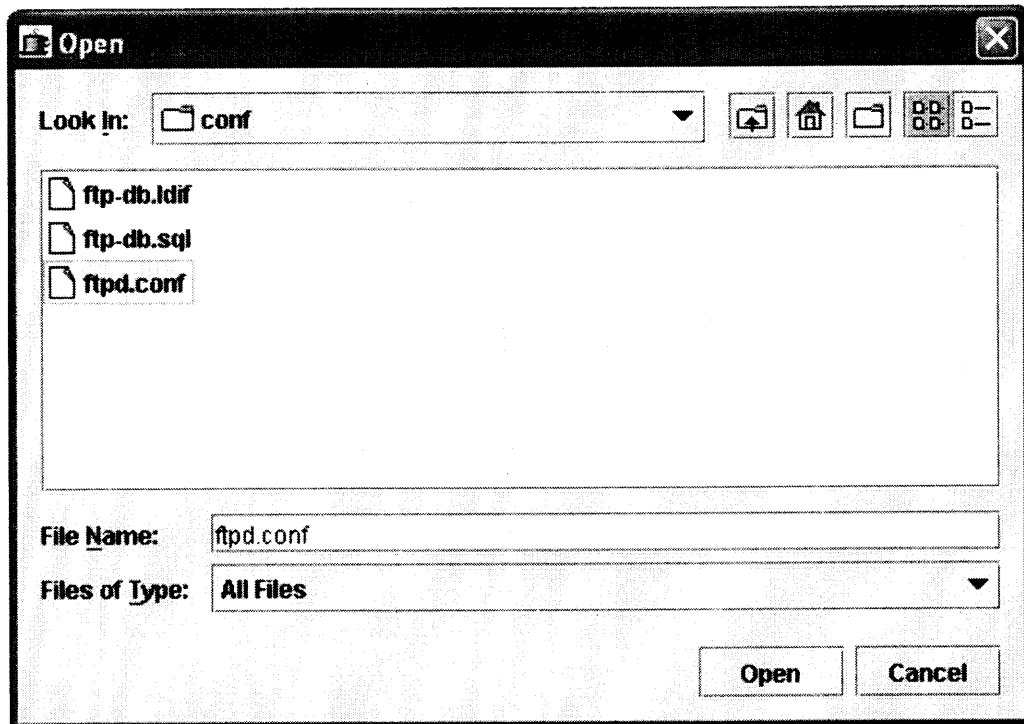 Open
Look In: conf
ftp-db.ldif
ftp-db.sql
ftpd.conf
File Name: ftpd.conf
Files of Type: All Files
Open Cancel